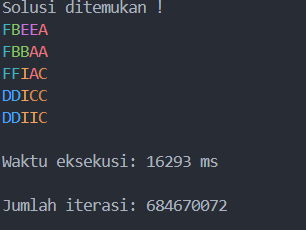 Solusi ditemukan !
FBEEA
FBBAA
FFIAC
DDICC
DDIIC
Waktu eksekusi: 16293 ms
Jumlah iterasi: 684670072